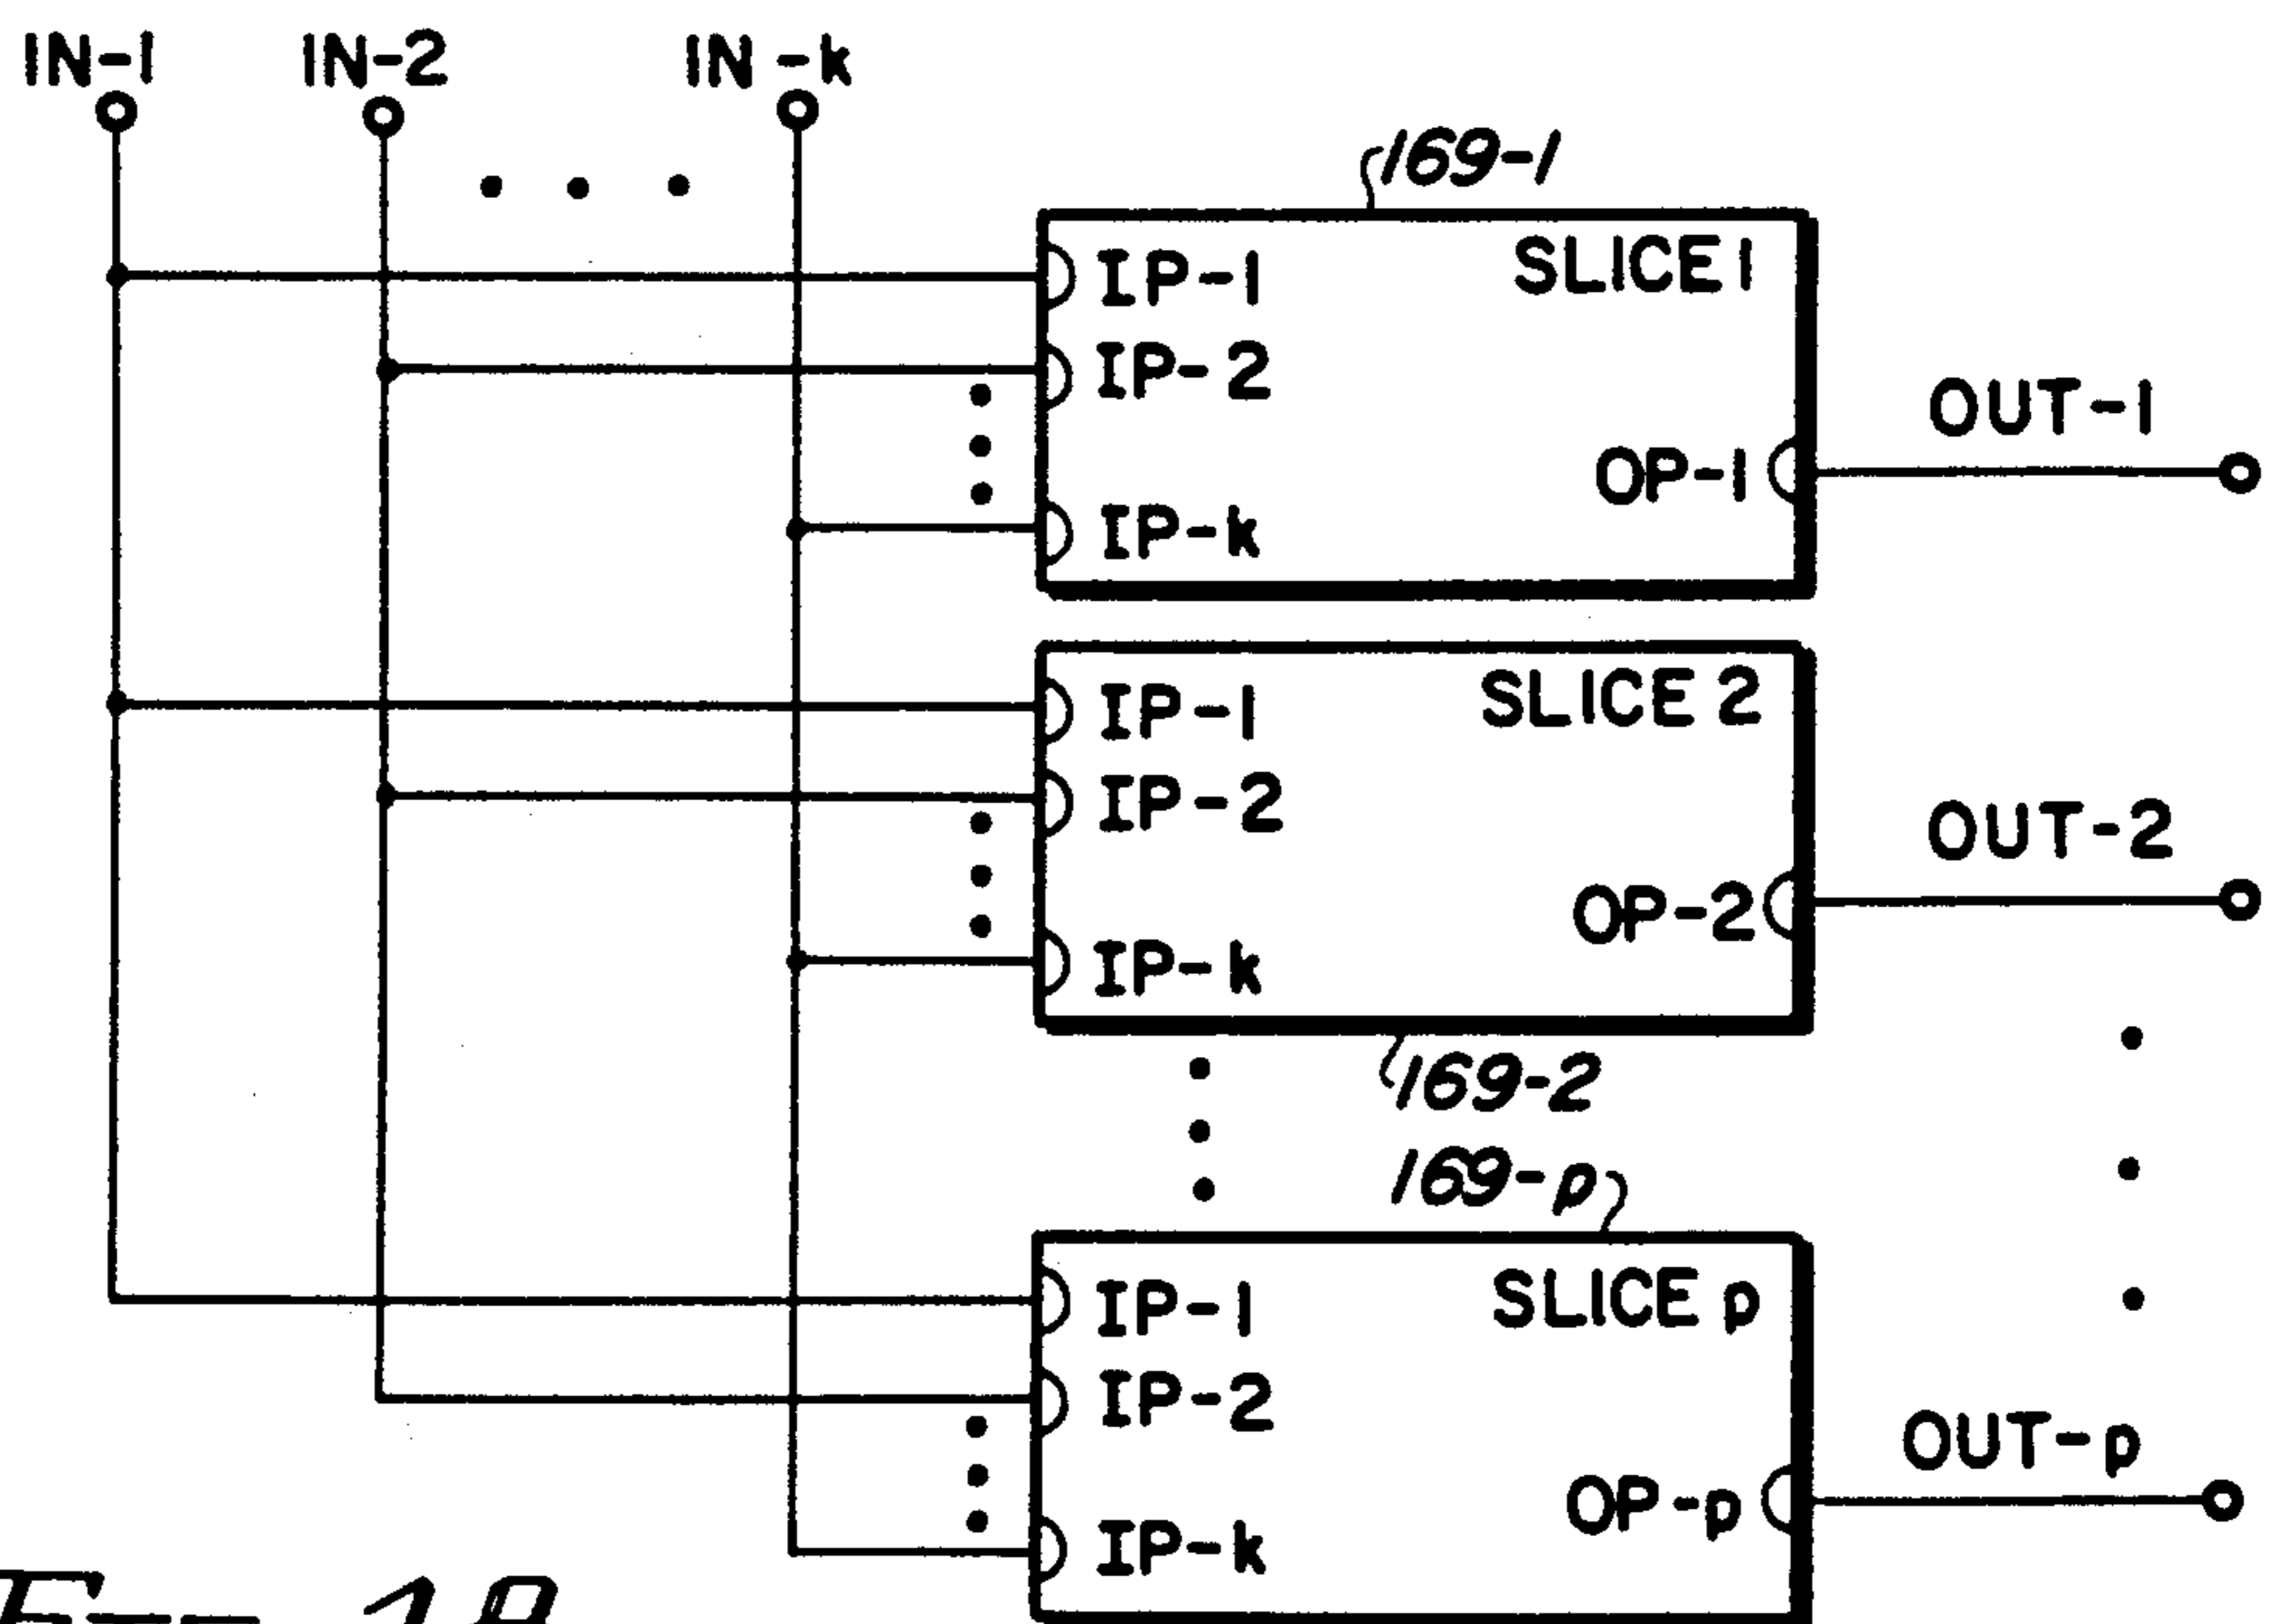 IN-1 IN-2 IN-k
169-1
SLICE 1
IP-1
IP-2
IP-k
OP-1
OUT-1
SLICE 2
IP-1
IP-2
IP-k
OP-2
OUT-2
169-2
169-p
SLICE p
IP-1
IP-2
IP-k
OP-p
OUT-p